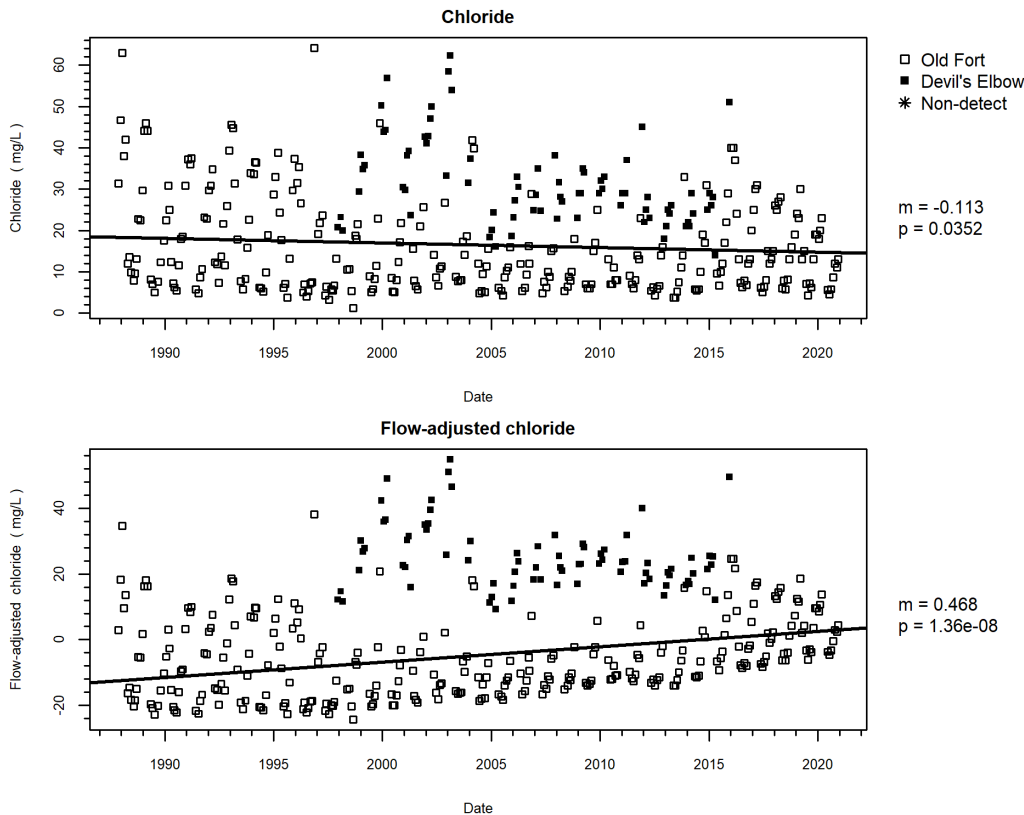 Chloride
Chloride ( mg/L )
60
50
40
30
20
10
0
1990 1995 2000 2005 2010 2015 2020
Date
Old Fort
Devil's Elbow
Non-detect
m = -0.113
p = 0.0352
Flow-adjusted chloride
Flow-adjusted chloride ( mg/L )
40
20
0
-20
1990 1995 2000 2005 2010 2015 2020
Date
m = 0.468
p = 1.36e-08